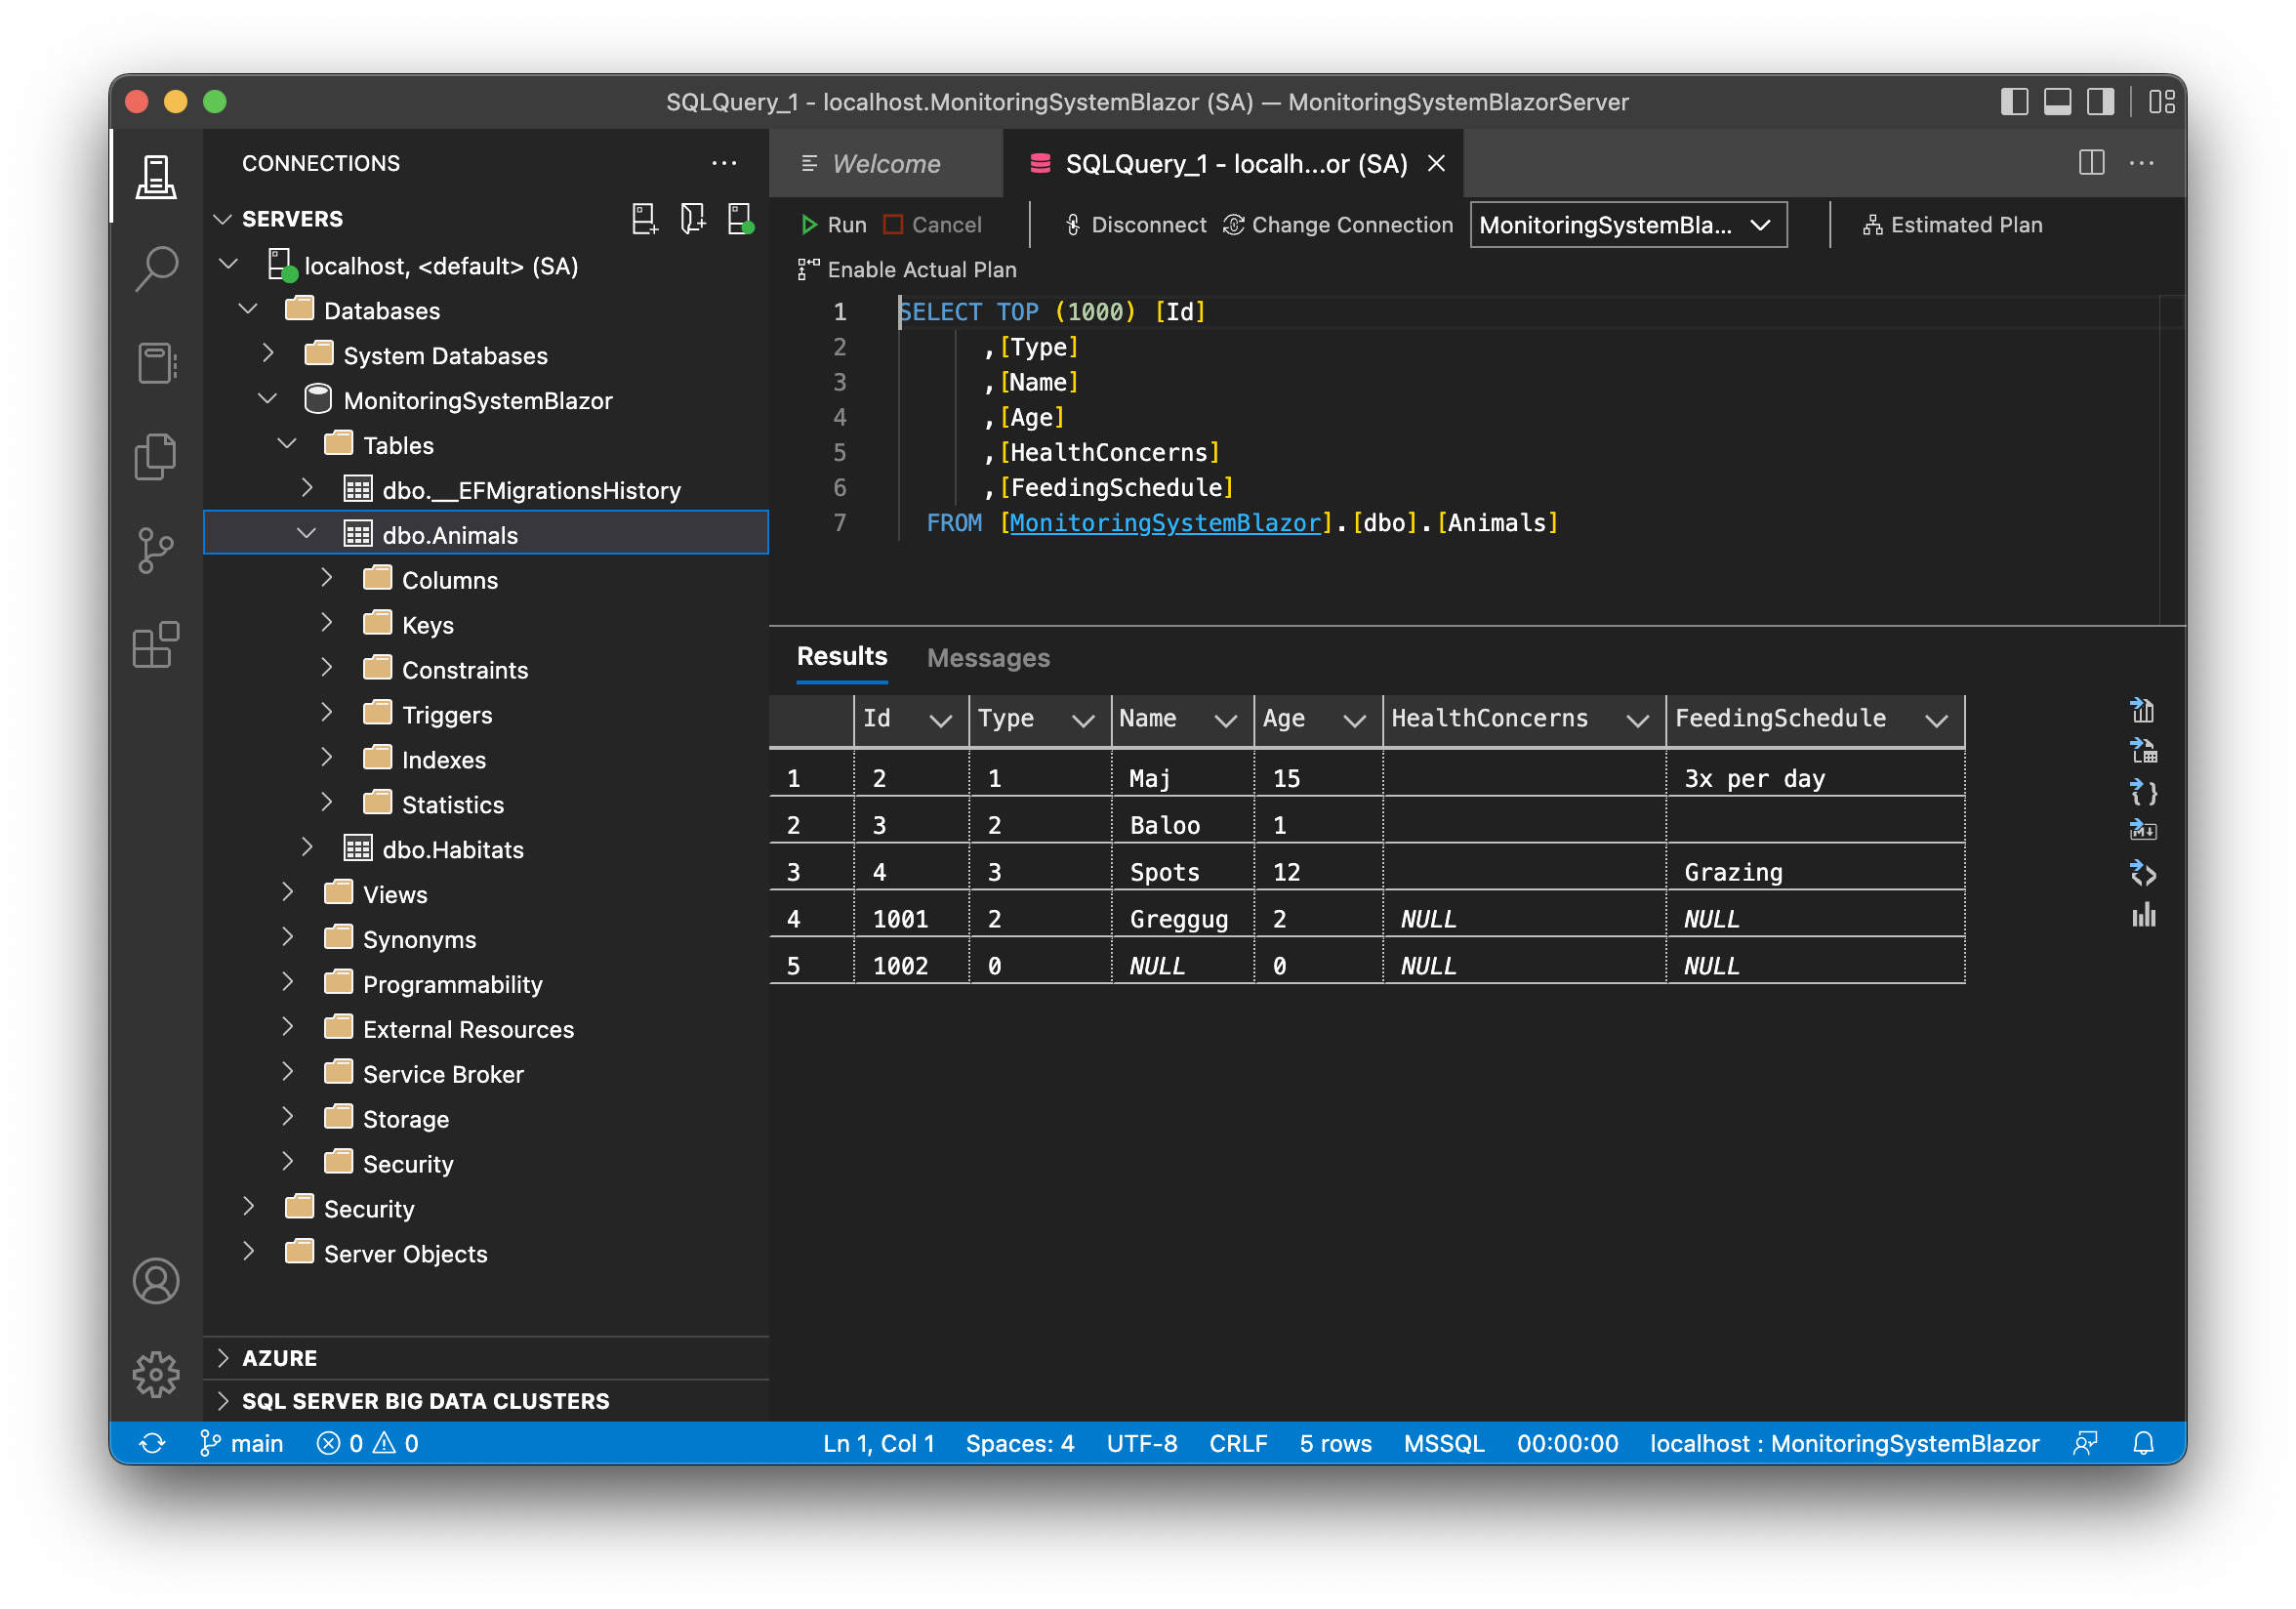 SQLQuery_1 - localhost.MonitoringSystemBlazor (SA) — MonitoringSystemBlazorServer
CONNECTIONS
SERVERS
localhost, <default> (SA)
Databases
System Databases
MonitoringSystemBlazor
Tables
dbo.__EFMigrationsHistory
dbo.Animals
Columns
Keys
Constraints
Triggers
Indexes
Statistics
dbo.Habitats
Views
Synonyms
Programmability
External Resources
Service Broker
Storage
Security
Security
Server Objects
AZURE
SQL SERVER BIG DATA CLUSTERS
Welcome SQLQuery_1 - localh...or (SA)
Run Cancel Disconnect Change Connection MonitoringSystemBla... Estimated Plan
Enable Actual Plan
1 SELECT TOP (1000) [Id]
2 ,[Type]
3 ,[Name]
4 ,[Age]
5 ,[HealthConcerns]
6 ,[FeedingSchedule]
7 FROM [MonitoringSystemBlazor].[dbo].[Animals]
Results Messages
Id Type Name Age HealthConcerns FeedingSchedule
1 2 1 Maj 15 3x per day
2 3 2 Baloo 1
3 4 3 Spots 12 Grazing
4 1001 2 Greggug 2 NULL NULL
5 1002 0 NULL 0 NULL NULL
main 0 0 Ln 1, Col 1 Spaces: 4 UTF-8 CRLF 5 rows MSSQL 00:00:00 localhost : MonitoringSystemBlazor